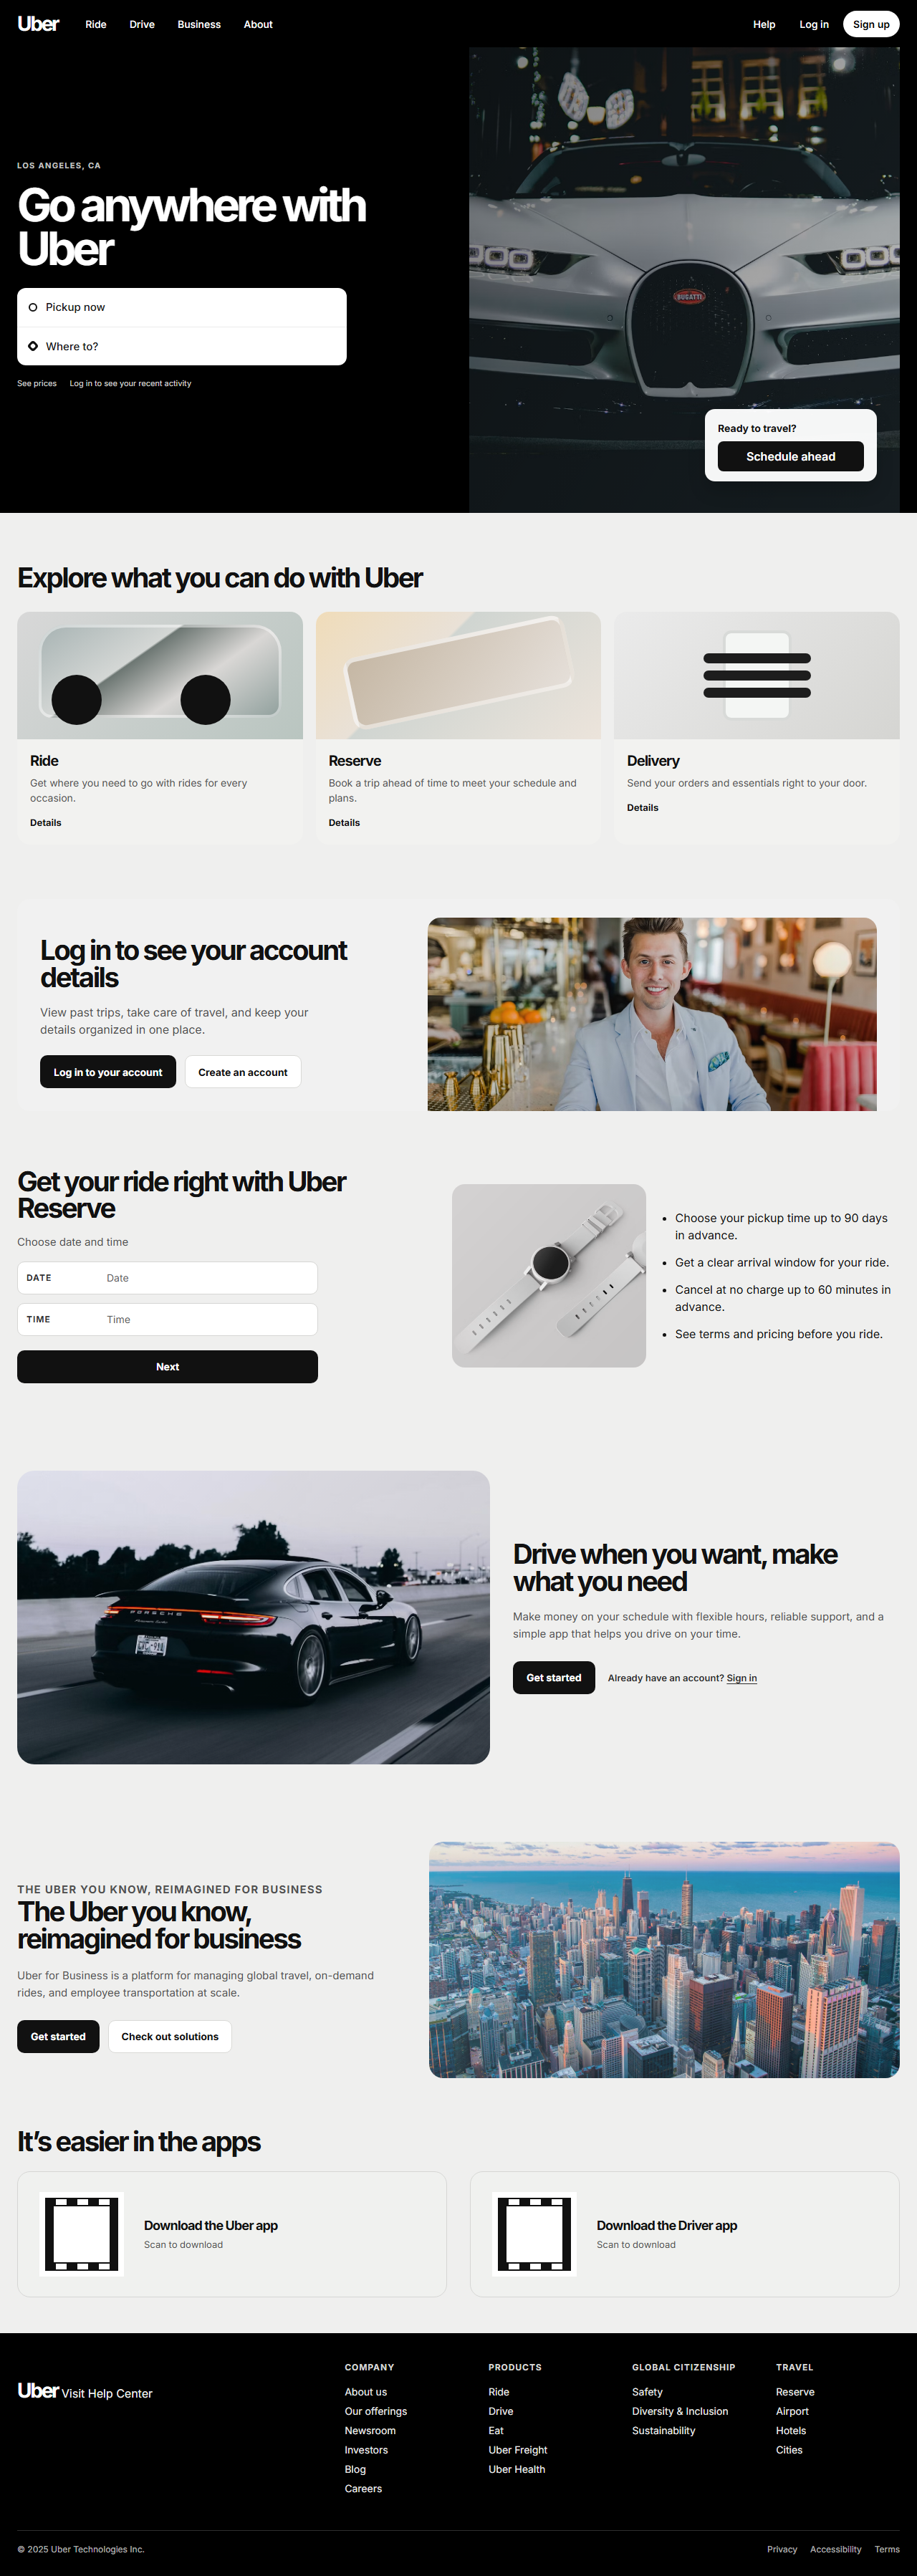 Uber
Ride
Drive
Business
About
Help
Log in
Sign up
LOS ANGELES, CA
Go anywhere with
Uber
Pickup now
Where to?
See prices
Log in to see your recent activity
BUGATTI
Ready to travel?
Schedule ahead
Explore what you can do with Uber
Ride
Get where you need to go with rides for every
occasion.
Details
Reserve
Book a trip ahead of time to meet your schedule and
plans.
Details
Delivery
Send your orders and essentials right to your door.
Details
Log in to see your account
details
View past trips, take care of travel, and keep your
details organized in one place.
Log in to your account
Create an account
Get your ride right with Uber
Reserve
Choose date and time
DATE
Date
TIME
Time
Next
Choose your pickup time up to 90 days
in advance.
Get a clear arrival window for your ride.
Cancel at no charge up to 60 minutes in
advance.
See terms and pricing before you ride.
PORSCHE
Drive when you want, make
what you need
Make money on your schedule with flexible hours, reliable support, and a
simple app that helps you drive on your time.
Get started
Already have an account? Sign in
THE UBER YOU KNOW, REIMAGINED FOR BUSINESS
The Uber you know,
reimagined for business
Uber for Business is a platform for managing global travel, on-demand
rides, and employee transportation at scale.
Get started
Check out solutions
It’s easier in the apps
Download the Uber app
Scan to download
Download the Driver app
Scan to download
Uber Visit Help Center
COMPANY
About us
Our offerings
Newsroom
Investors
Blog
Careers
PRODUCTS
Ride
Drive
Eat
Uber Freight
Uber Health
GLOBAL CITIZENSHIP
Safety
Diversity & Inclusion
Sustainability
TRAVEL
Reserve
Airport
Hotels
Cities
© 2025 Uber Technologies Inc.
Privacy
Accessibility
Terms